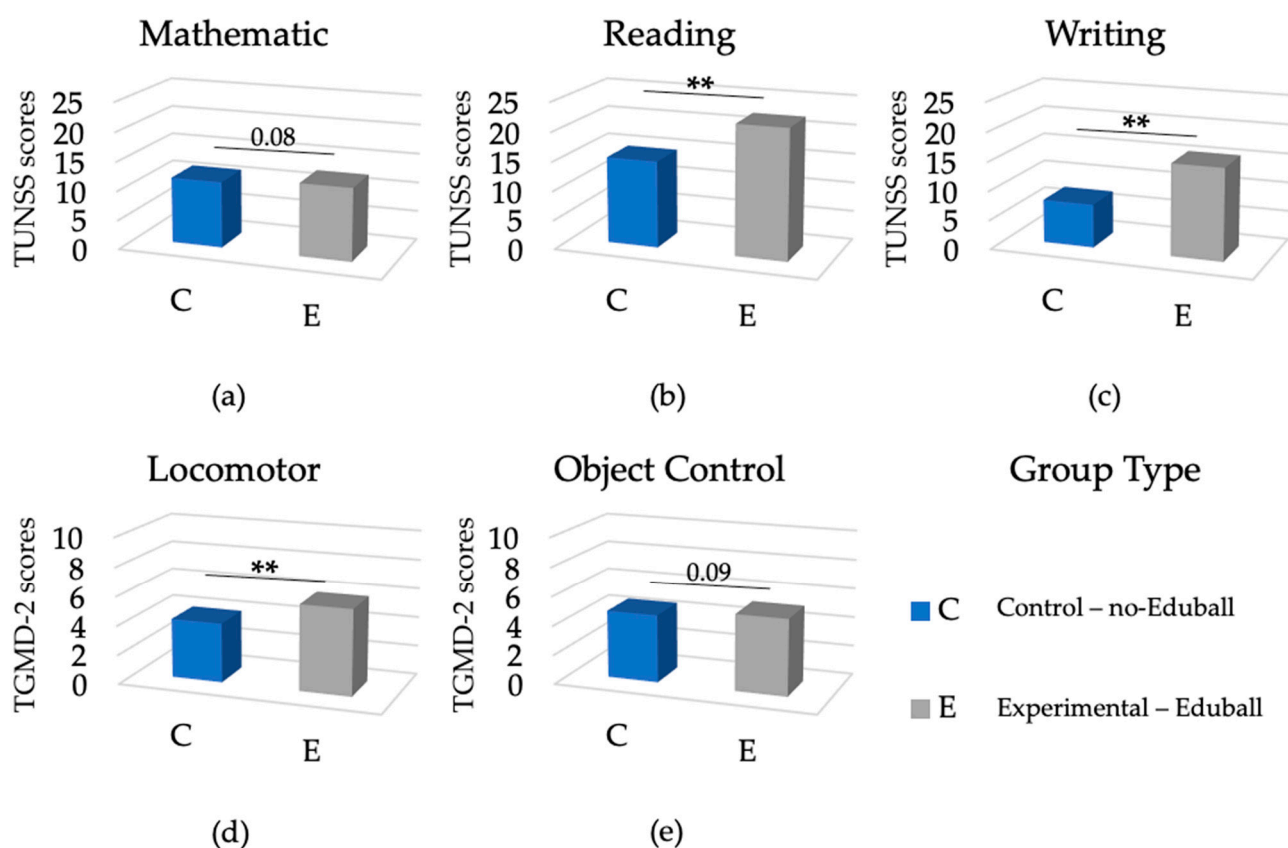 Mathematic
TUNSS scores
25
20
15
10
5
0
0.08
C
E
(a)
Reading
TUNSS scores
25
20
15
10
5
0
**
C
E
(b)
Writing
TUNSS scores
25
20
15
10
5
0
**
C
E
(c)
Locomotor
TGMD-2 scores
10
8
6
4
2
0
**
C
E
(d)
Object Control
TGMD-2 scores
10
8
6
4
2
0
0.09
C
E
(e)
Group Type
C Control – no-Eduball
E Experimental – Eduball